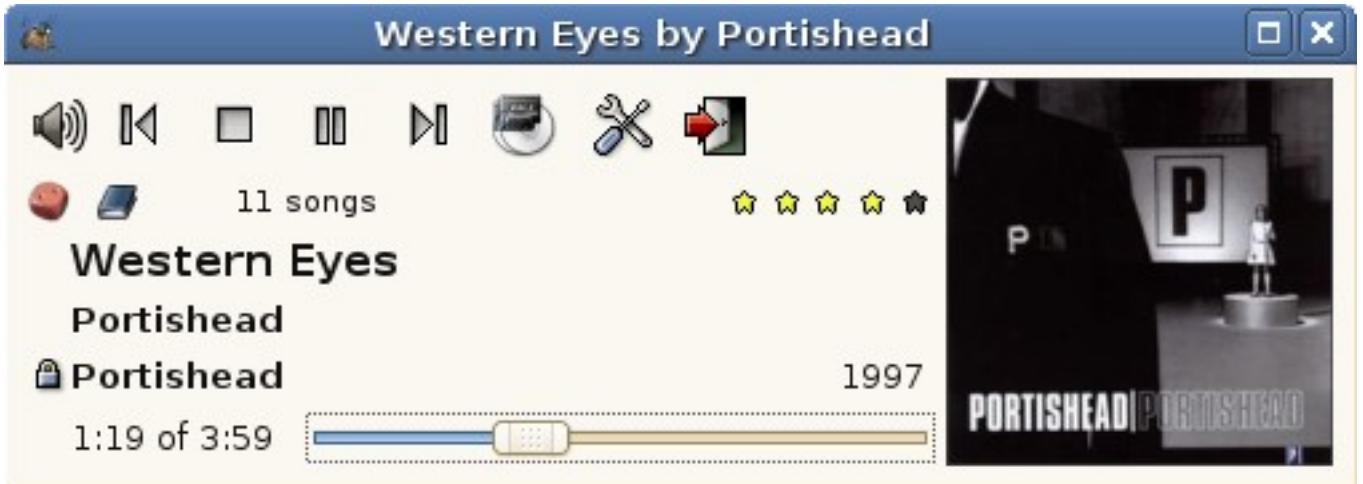 Western Eyes by Portishead
11 songs
Western Eyes
Portishead
Portishead
1997
1:19 of 3:59
P
P
PORTISHEAD|PORTISHEAD